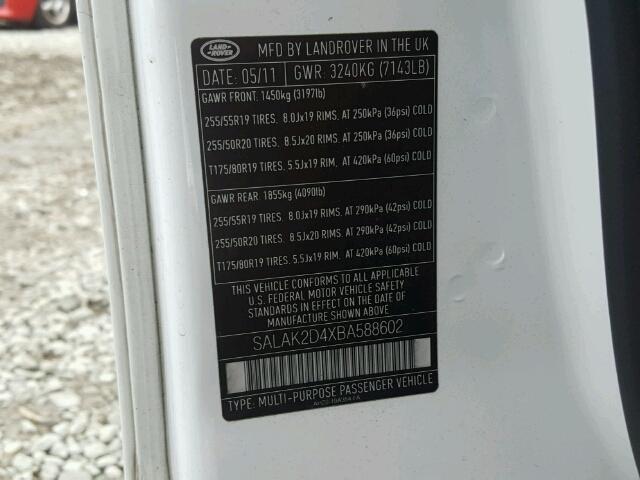 LAND-
ROVER
MFD BY LANDROVER IN THE UK
DATE: 05/11 GWR: 3240KG (7143LB)
GAWR FRONT: 1450kg (3197lb)
255/55R19 TIRES. 8.0Jx19 RIMS. AT 250kPa (36psi) COLD
255/50R20 TIRES. 8.5Jx20 RIMS. AT 250kPa (36psi) COLD
T175/80R19 TIRES. 5.5Jx19 RIM. AT 420kPa (60psi) COLD
GAWR REAR: 1855kg (4090lb)
255/55R19 TIRES. 8.0Jx19 RIMS. AT 290kPa (42psi) COLD
255/50R20 TIRES. 8.5Jx20 RIMS. AT 290kPa (42psi) COLD
T175/80R19 TIRES. 5.5Jx19 RIM. AT 420kPa (60psi) COLD
THIS VEHICLE CONFORMS TO ALL APPLICABLE
U.S. FEDERAL MOTOR VEHICLE SAFETY
STANDARDS IN EFFECT ON THE DATE OF
MANUFACTURE SHOWN ABOVE.
SALAK2D4XBA588602
TYPE: MULTI-PURPOSE PASSENGER VEHICLE